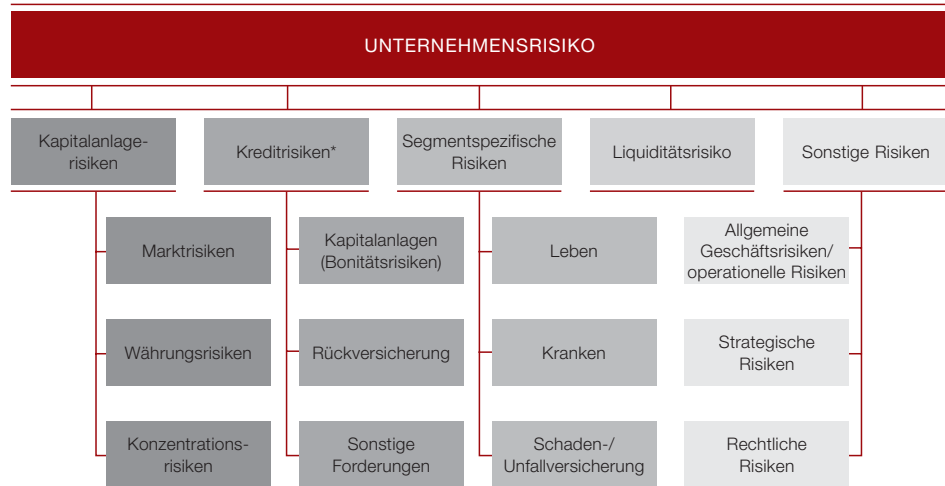 UNTERNEHMENSRISIKO
Kapitalanlage-
risiken
Kreditrisiken*
Segmentspezifische
Risiken
Liquiditätsrisiko
Sonstige Risiken
Marktrisiken
Kapitalanlagen
(Bonitätsrisiken)
Leben
Allgemeine
Geschäftsrisiken/
operationelle Risiken
Währungsrisiken
Rückversicherung
Kranken
Strategische
Risiken
Konzentrations-
risiken
Sonstige
Forderungen
Schaden-/
Unfallversicherung
Rechtliche
Risiken